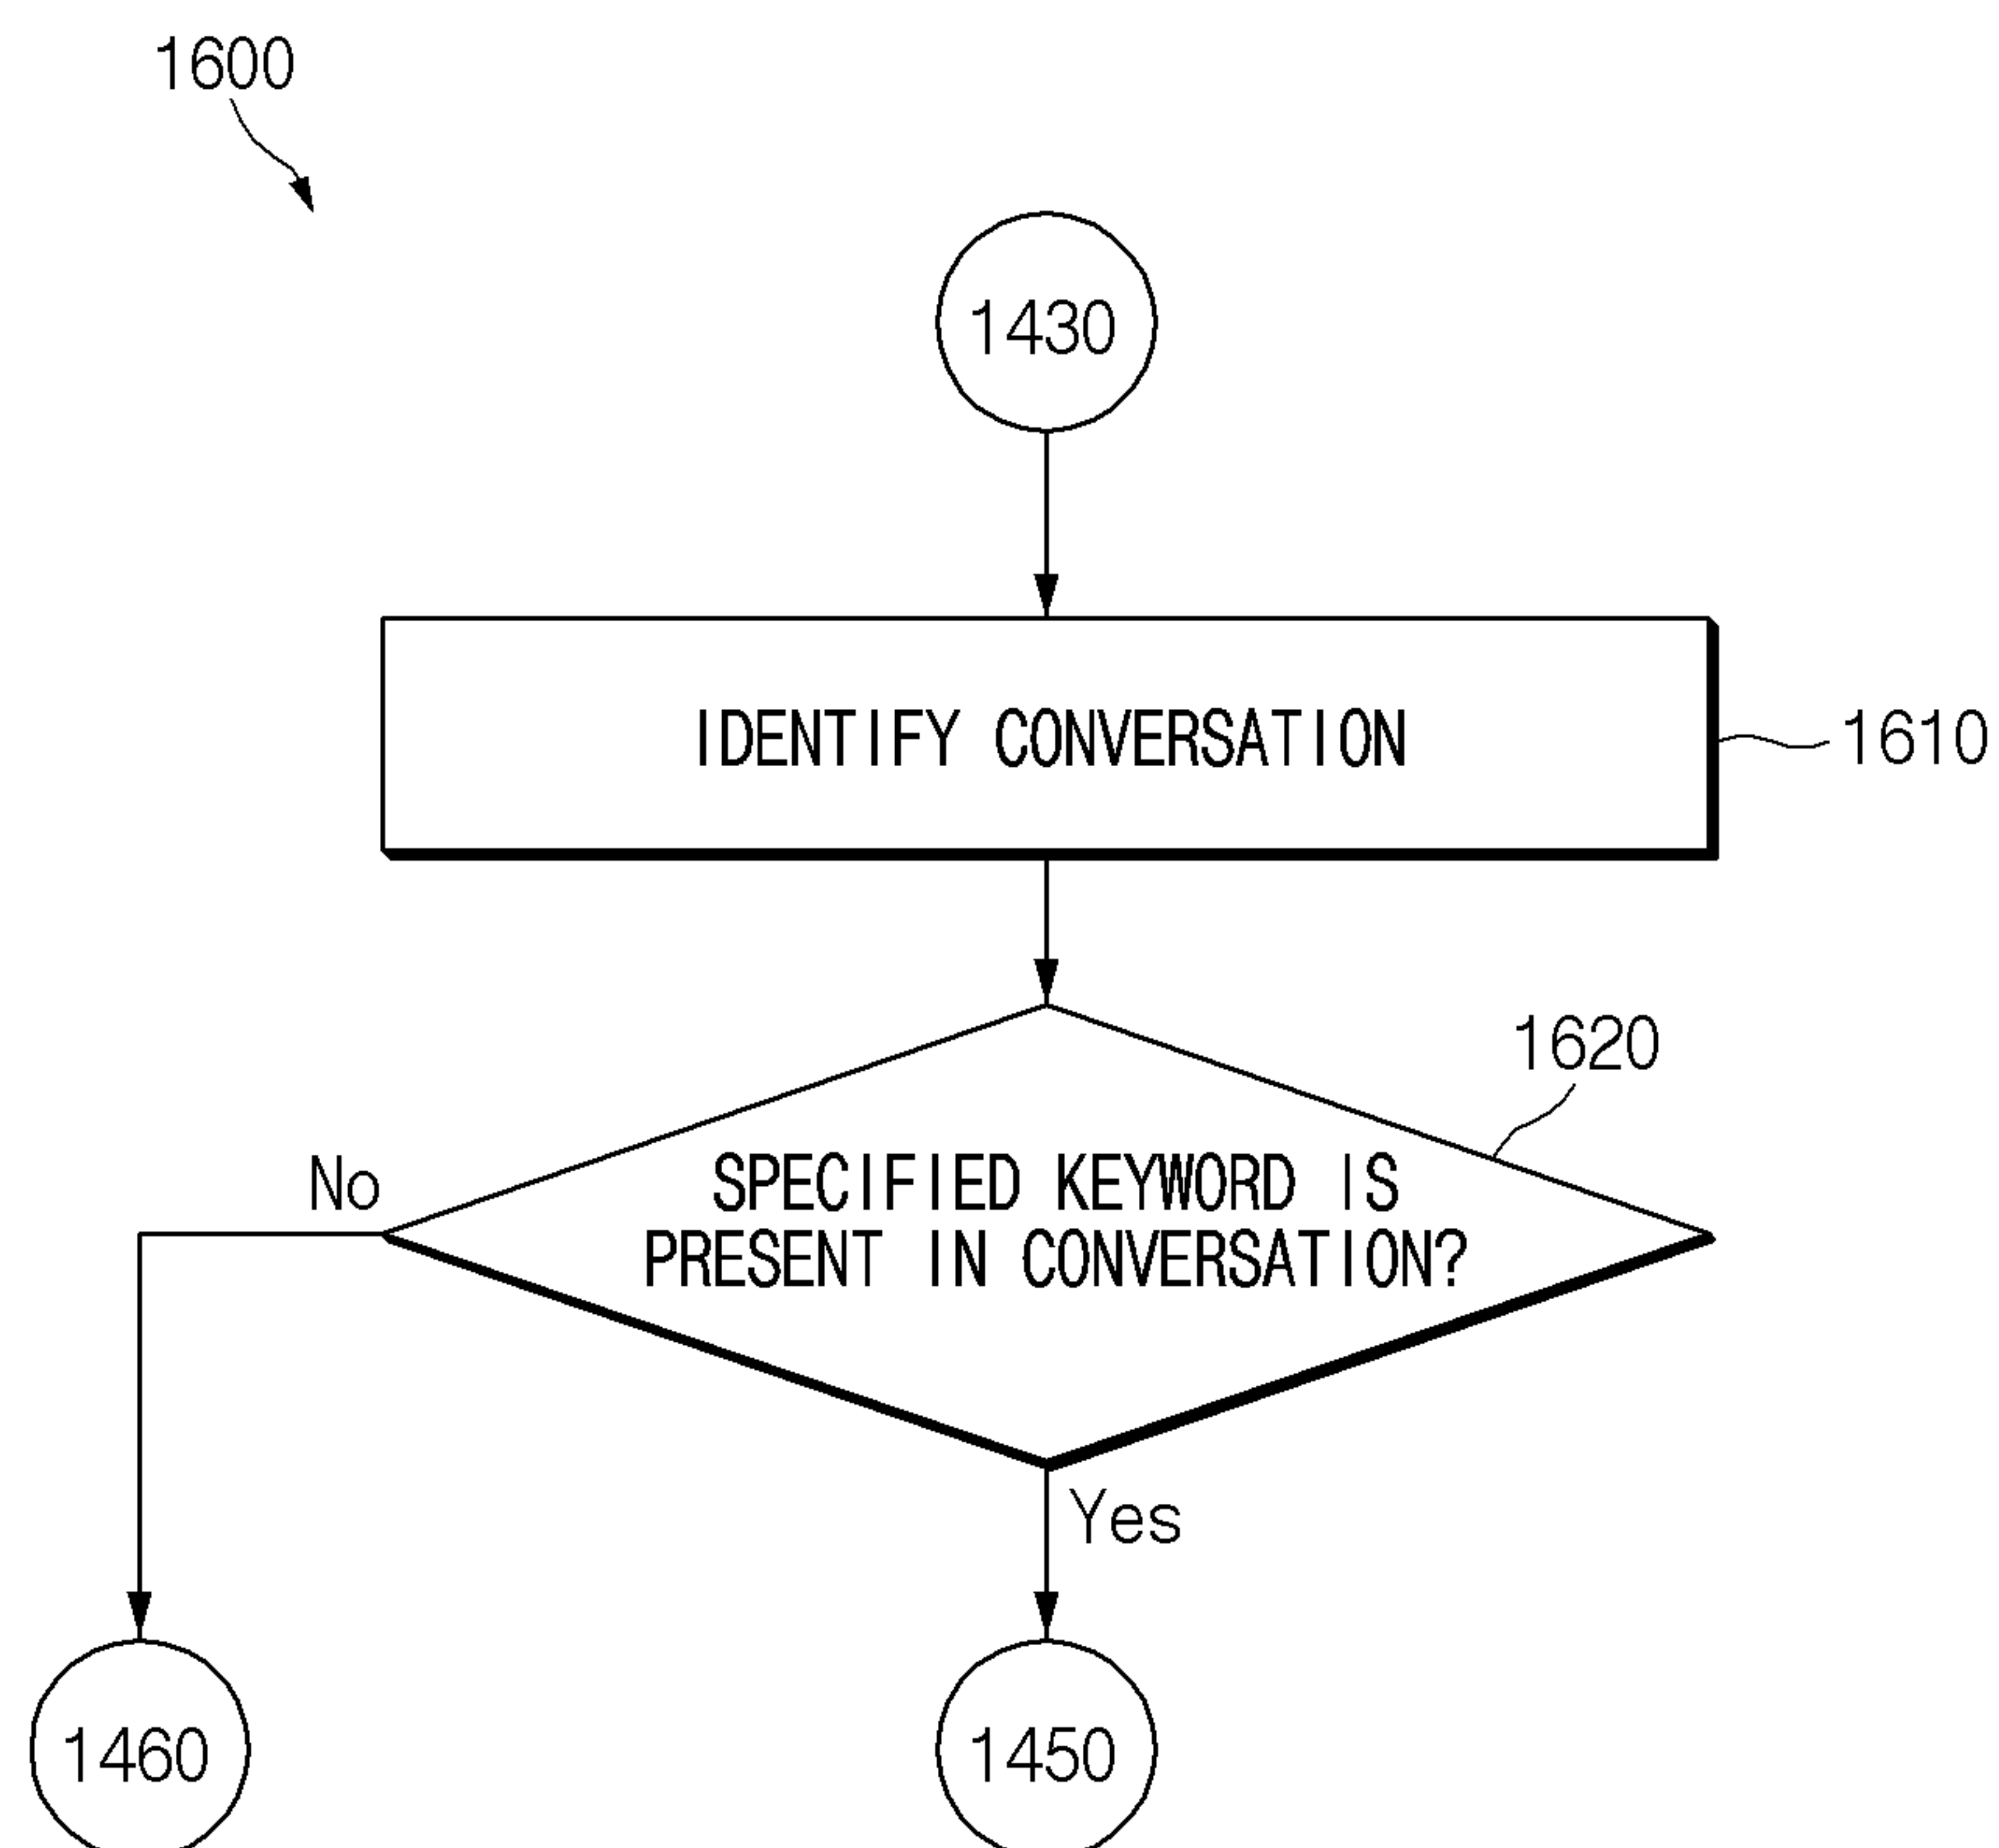 1600
1430
IDENTIFY CONVERSATION
1610
1620
No
SPECIFIED KEYWORD IS
PRESENT IN CONVERSATION?
Yes
1460
1450